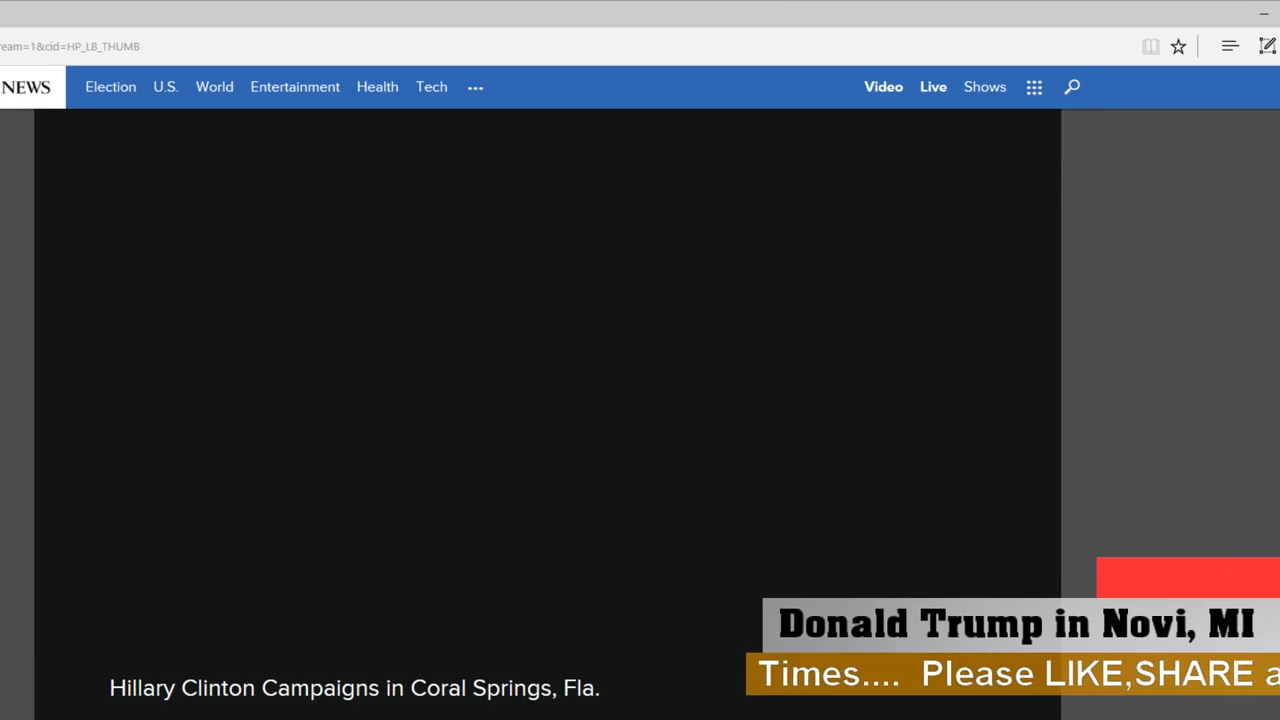 ream=1&cid=HP_LB_THUMB
NEWS Election U.S. World Entertainment Health Tech ... Video Live Shows
Donald Trump in Novi, MI
Times.... Please LIKE,SHARE a
Hillary Clinton Campaigns in Coral Springs, Fla.